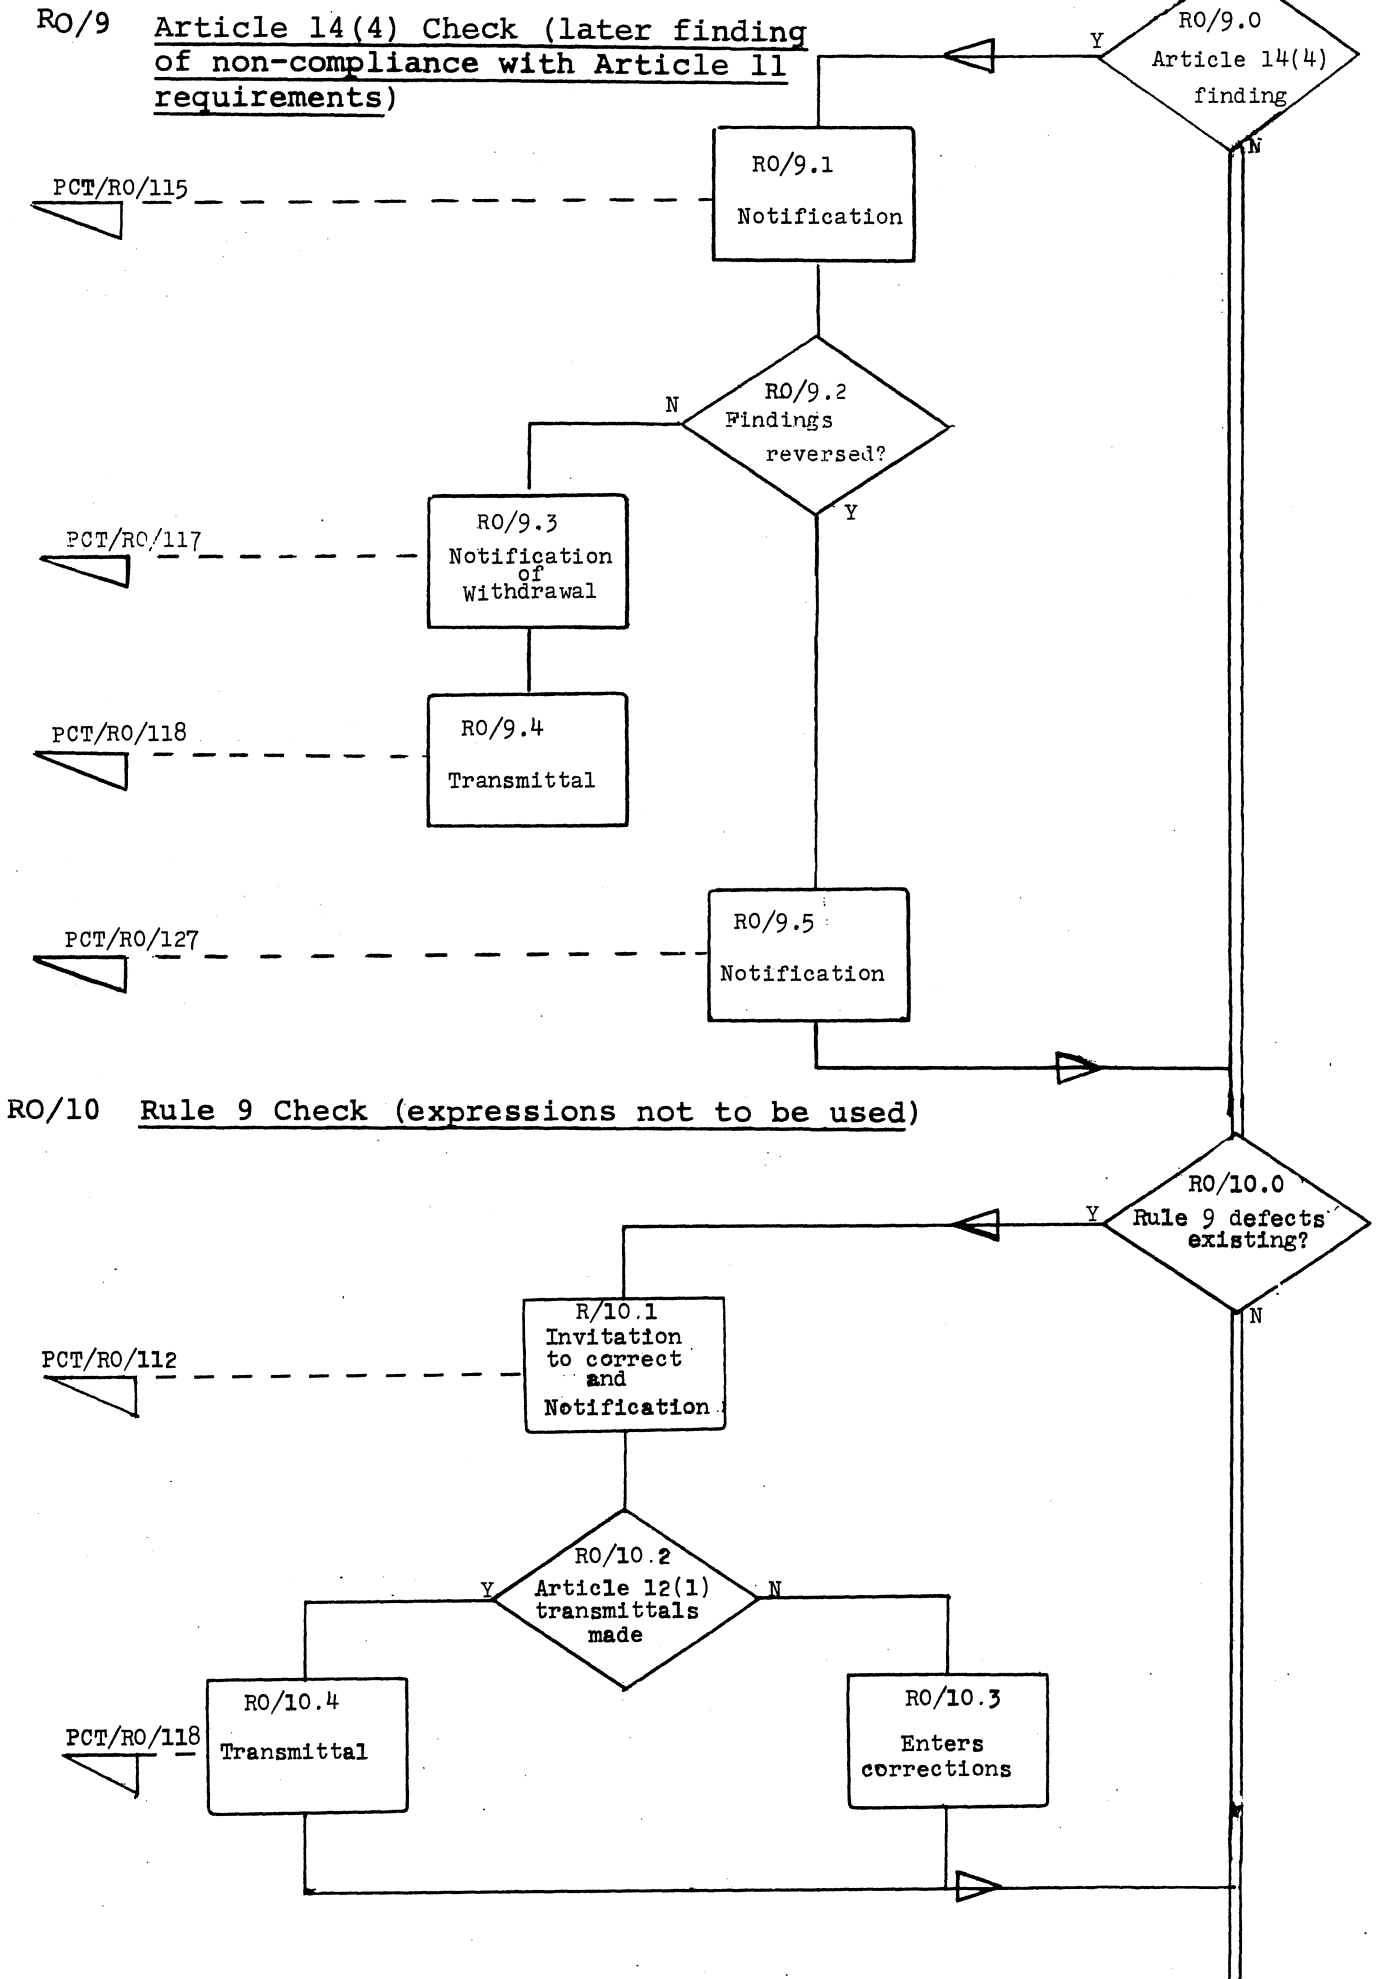 RO/9 Article 14(4) Check (later finding
of non-compliance with Article 11
requirements)
RO/9.0
Article 14(4)
finding
Y
N
RO/9.1
Notification
PCT/RO/115
RO/9.2
Findings
reversed?
N
Y
RO/9.3
Notification
of
Withdrawal
PCT/RO/117
RO/9.4
Transmittal
PCT/RO/118
RO/9.5
Notification
PCT/RO/127
RO/10 Rule 9 Check (expressions not to be used)
RO/10.0
Rule 9 defects
existing?
Y
N
R/10.1
Invitation
to correct
and
Notification
PCT/RO/112
RO/10.2
Article 12(1)
transmittals
made
Y
N
RO/10.4
Transmittal
PCT/RO/118
RO/10.3
Enters
corrections